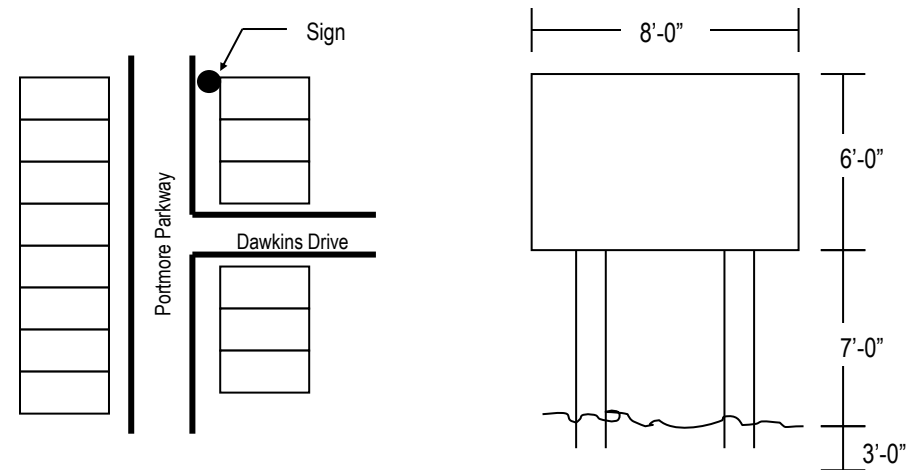 Sign
Portmore Parkway
Dawkins Drive
8’-0”
6’-0”
7’-0”
3’-0”